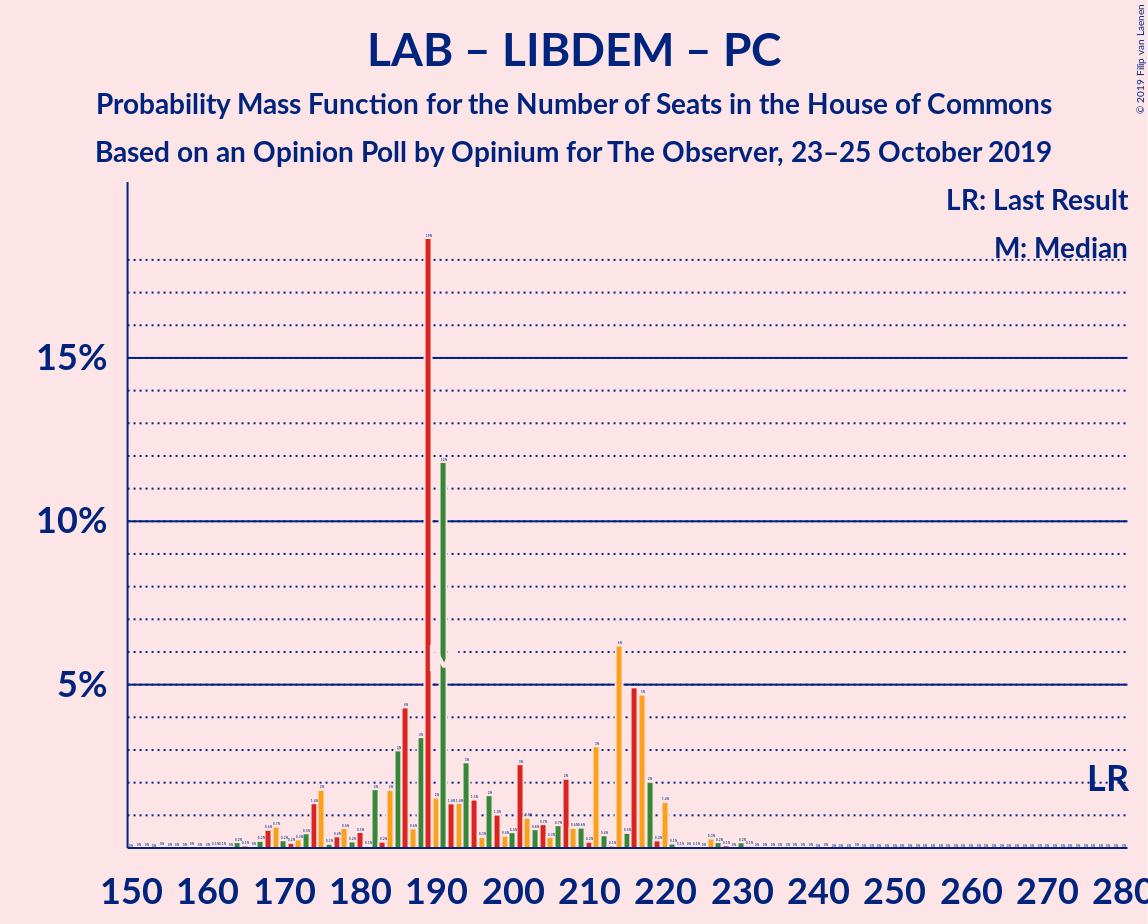 LAB – LIBDEM – PC
Probability Mass Function for the Number of Seats in the House of Commons
Based on an Opinion Poll by Opinium for The Observer, 23–25 October 2019
© 2019 Filip van Laenen
LR: Last Result
M: Median
15%
10%
5%
LR
150 160 170 180 190 200 210 220 230 240 250 260 270 280